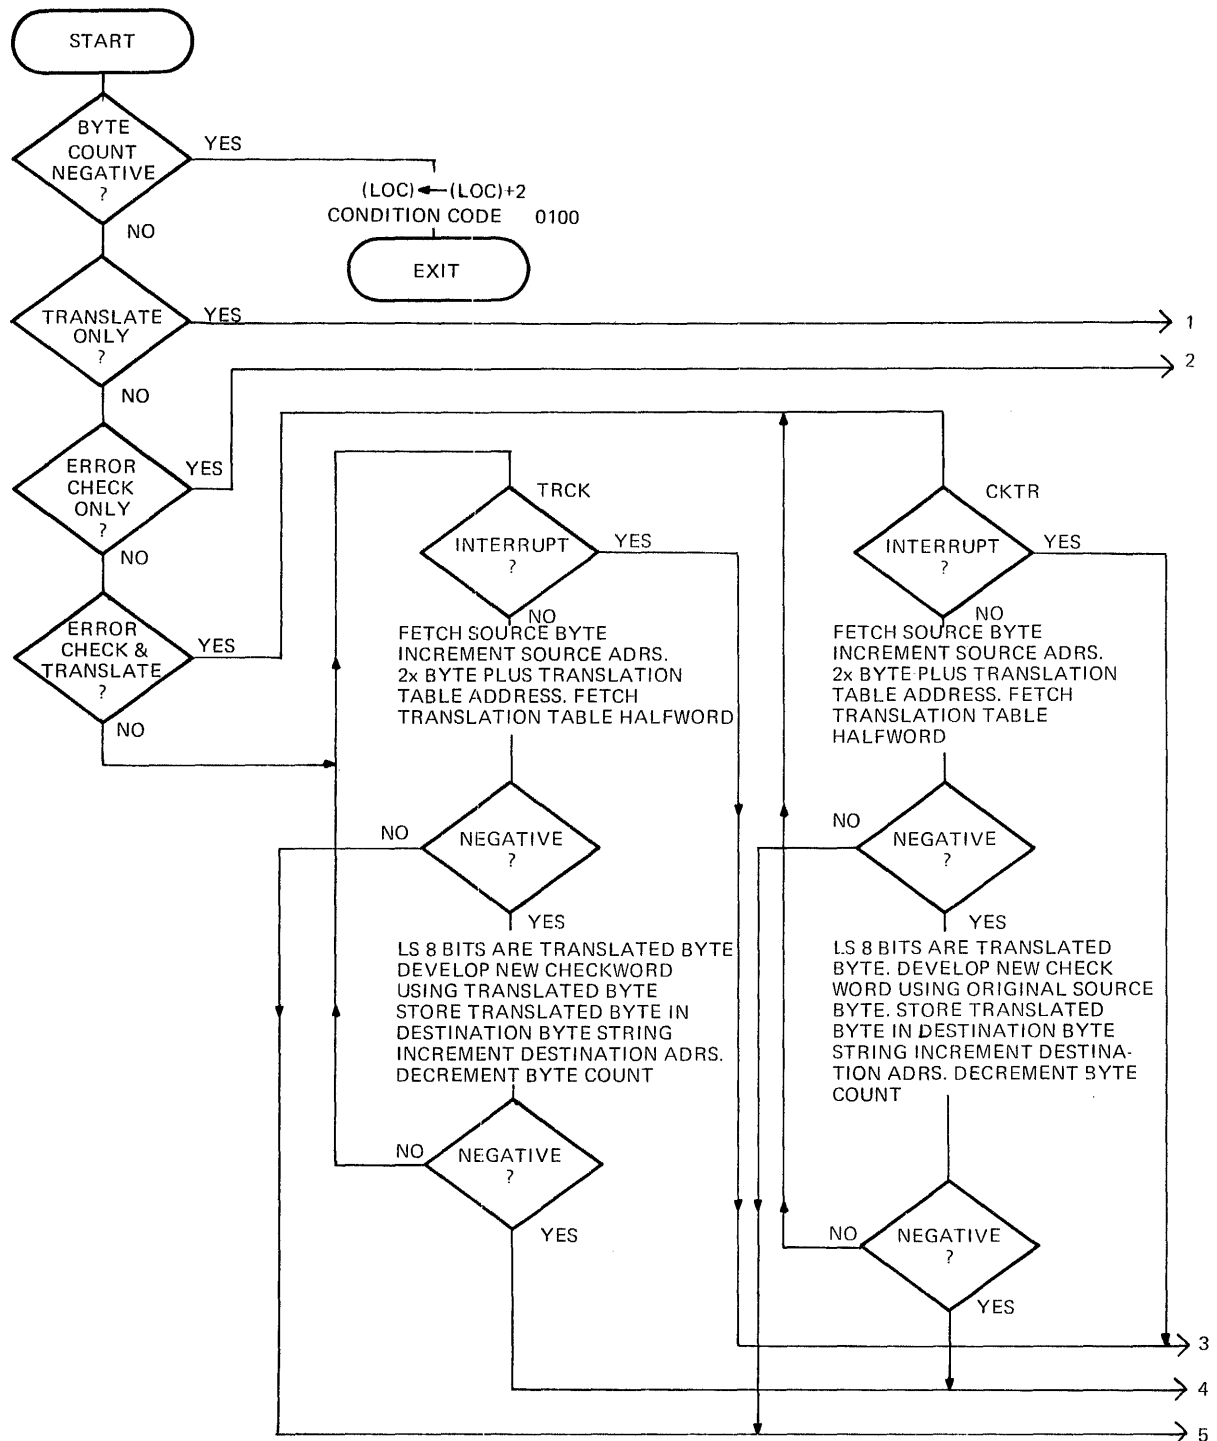 START
BYTE
COUNT
NEGATIVE
?
YES
NO
(LOC)←(LOC)+2
CONDITION CODE 0100
EXIT
TRANSLATE
ONLY
?
YES
1
NO
2
ERROR
CHECK
ONLY
?
YES
NO
ERROR
CHECK &
TRANSLATE
?
YES
NO
TRCK
INTERRUPT
?
YES
NO
FETCH SOURCE BYTE
INCREMENT SOURCE ADRS.
2x BYTE PLUS TRANSLATION
TABLE ADDRESS. FETCH
TRANSLATION TABLE HALFWORD
NO
NEGATIVE
?
YES
LS 8 BITS ARE TRANSLATED BYTE
DEVELOP NEW CHECKWORD
USING TRANSLATED BYTE
STORE TRANSLATED BYTE IN
DESTINATION BYTE STRING
INCREMENT DESTINATION ADRS.
DECREMENT BYTE COUNT
NO
NEGATIVE
?
YES
CKTR
INTERRUPT
?
YES
NO
FETCH SOURCE BYTE
INCREMENT SOURCE ADRS.
2x BYTE PLUS TRANSLATION
TABLE ADDRESS. FETCH
TRANSLATION TABLE
HALFWORD
NO
NEGATIVE
?
YES
LS 8 BITS ARE TRANSLATED
BYTE. DEVELOP NEW CHECK
WORD USING ORIGINAL SOURCE
BYTE. STORE TRANSLATED
BYTE IN DESTINATION BYTE
STRING INCREMENT DESTINA-
TION ADRS. DECREMENT BYTE
COUNT
NO
NEGATIVE
?
YES
3
4
5